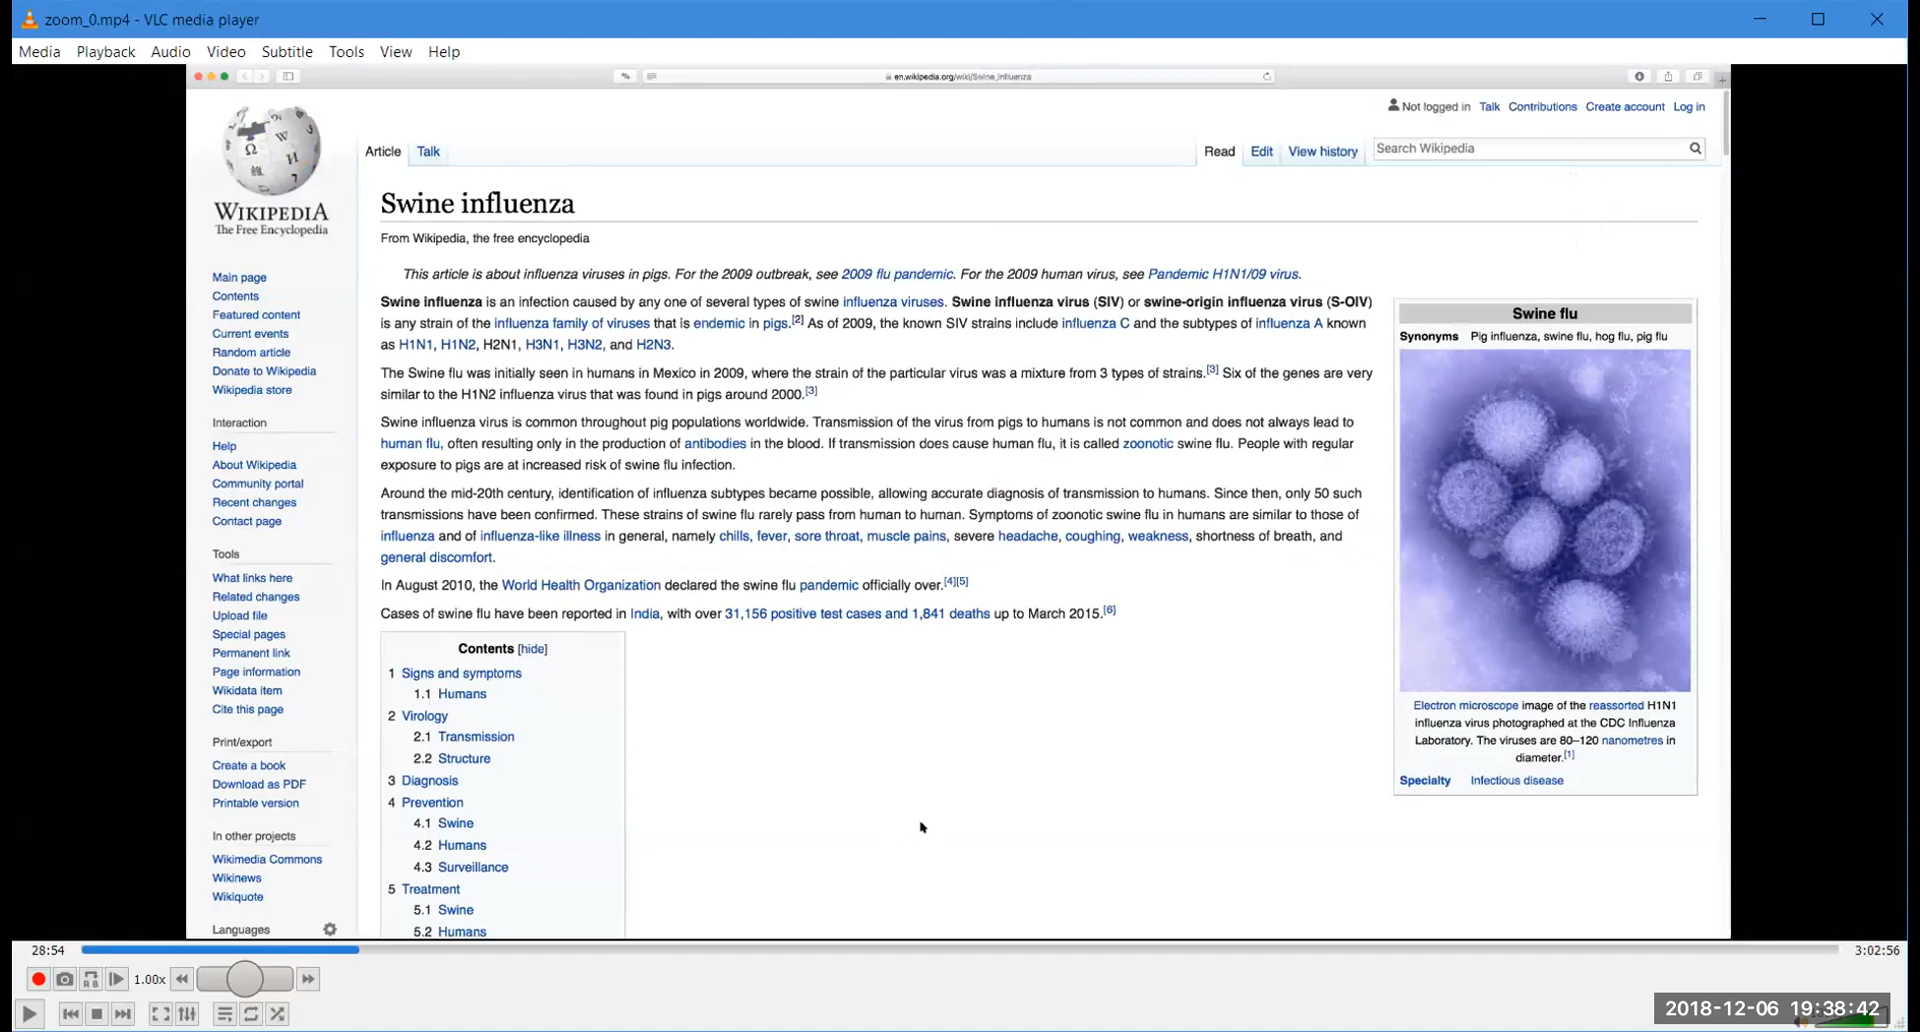 zoom_0.mp4 - VLC media player
Media Playback Audio Video Subtitle Tools View Help
en.wikipedia.org/wiki/Swine_influenza
Not logged in Talk Contributions Create account Log in
Article Talk
Read Edit View history
Search Wikipedia
WIKIPEDIA
The Free Encyclopedia
Main page
Contents
Featured content
Current events
Random article
Donate to Wikipedia
Wikipedia store
Interaction
Help
About Wikipedia
Community portal
Recent changes
Contact page
Tools
What links here
Related changes
Upload file
Special pages
Permanent link
Page information
Wikidata item
Cite this page
Print/export
Create a book
Download as PDF
Printable version
In other projects
Wikimedia Commons
Wikinews
Wikiquote
Languages
Swine influenza
From Wikipedia, the free encyclopedia
This article is about influenza viruses in pigs. For the 2009 outbreak, see 2009 flu pandemic. For the 2009 human virus, see Pandemic H1N1/09 virus.
Swine influenza is an infection caused by any one of several types of swine influenza viruses. Swine influenza virus (SIV) or swine-origin influenza virus (S-OIV)
is any strain of the influenza family of viruses that is endemic in pigs.[2] As of 2009, the known SIV strains include influenza C and the subtypes of influenza A known
as H1N1, H1N2, H2N1, H3N1, H3N2, and H2N3.
The Swine flu was initially seen in humans in Mexico in 2009, where the strain of the particular virus was a mixture from 3 types of strains.[3] Six of the genes are very
similar to the H1N2 influenza virus that was found in pigs around 2000.[3]
Swine influenza virus is common throughout pig populations worldwide. Transmission of the virus from pigs to humans is not common and does not always lead to
human flu, often resulting only in the production of antibodies in the blood. If transmission does cause human flu, it is called zoonotic swine flu. People with regular
exposure to pigs are at increased risk of swine flu infection.
Around the mid-20th century, identification of influenza subtypes became possible, allowing accurate diagnosis of transmission to humans. Since then, only 50 such
transmissions have been confirmed. These strains of swine flu rarely pass from human to human. Symptoms of zoonotic swine flu in humans are similar to those of
influenza and of influenza-like illness in general, namely chills, fever, sore throat, muscle pains, severe headache, coughing, weakness, shortness of breath, and
general discomfort.
In August 2010, the World Health Organization declared the swine flu pandemic officially over.[4][5]
Cases of swine flu have been reported in India, with over 31,156 positive test cases and 1,841 deaths up to March 2015.[6]
Contents [hide]
1 Signs and symptoms
1.1 Humans
2 Virology
2.1 Transmission
2.2 Structure
3 Diagnosis
4 Prevention
4.1 Swine
4.2 Humans
4.3 Surveillance
5 Treatment
5.1 Swine
5.2 Humans
Swine flu
Synonyms Pig influenza, swine flu, hog flu, pig flu
Electron microscope image of the reassorted H1N1
influenza virus photographed at the CDC Influenza
Laboratory. The viruses are 80–120 nanometres in
diameter.[1]
Specialty Infectious disease
28:54
3:02:56
1.00x
2018-12-06 19:38:42